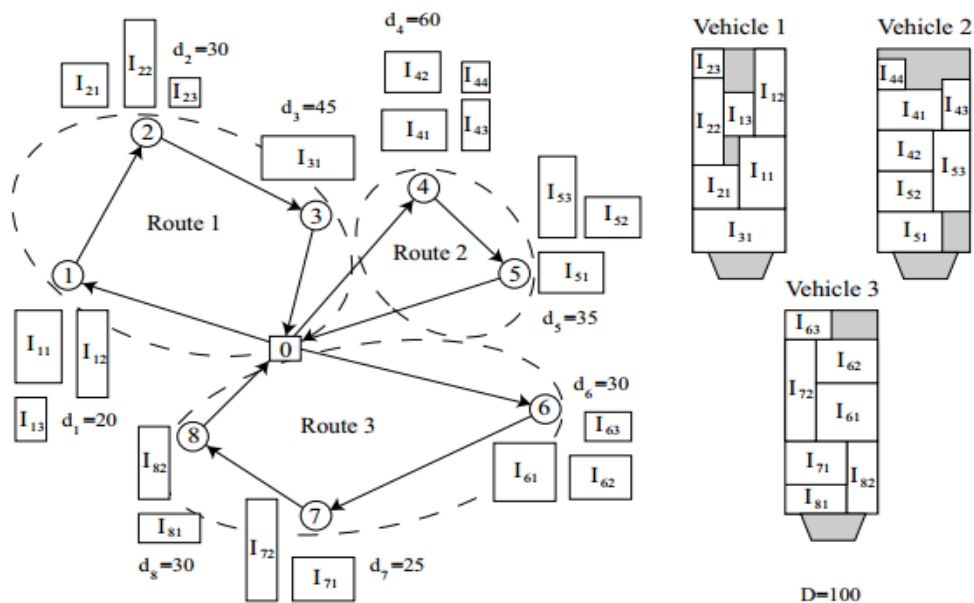 d₄=60
Vehicle 1
Vehicle 2
d₂=30
I₂₂
I₂₁
I₂₃
I₄₂
I₄₄
d₃=45
I₄₁
I₄₃
I₃₁
2
Route 1
3
1
4
Route 2
5
I₅₃
I₅₂
I₅₁
d₅=35
I₂₃
I₁₂
I₂₂
I₁₃
I₂₁
I₁₁
I₃₁
I₄₄
I₄₁
I₄₃
I₄₂
I₅₃
I₅₂
I₅₁
0
I₁₁
I₁₂
I₁₃
d₁=20
Route 3
8
6
7
d₆=30
I₆₃
I₆₁
I₆₂
I₈₂
I₈₁
d₈=30
I₇₂
I₇₁
d₇=25
Vehicle 3
I₆₃
I₆₂
I₇₂
I₆₁
I₇₁
I₈₂
I₈₁
D=100